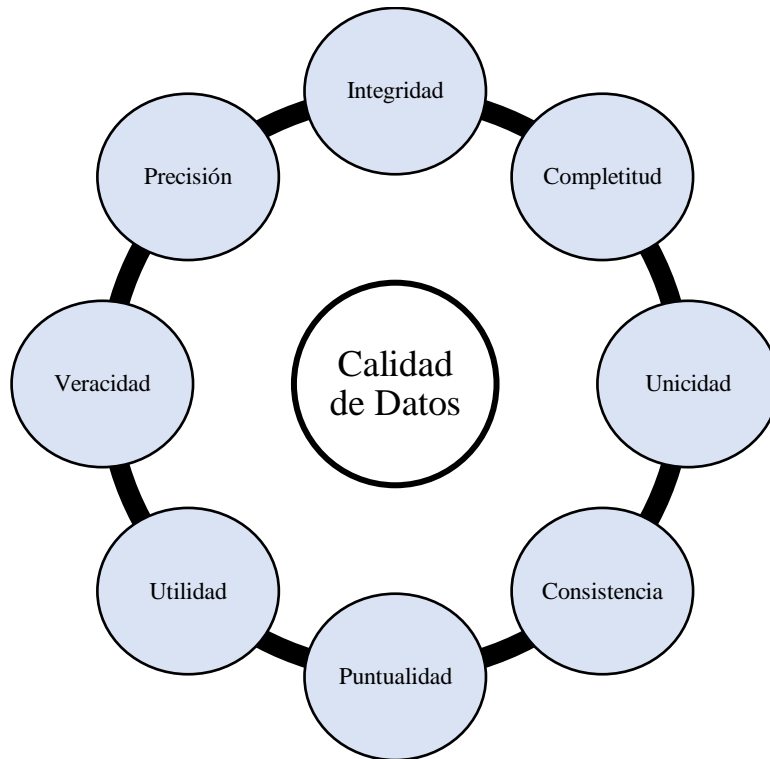 Integridad
Precisión
Completitud
Veracidad
Calidad
de Datos
Unicidad
Utilidad
Consistencia
Puntualidad